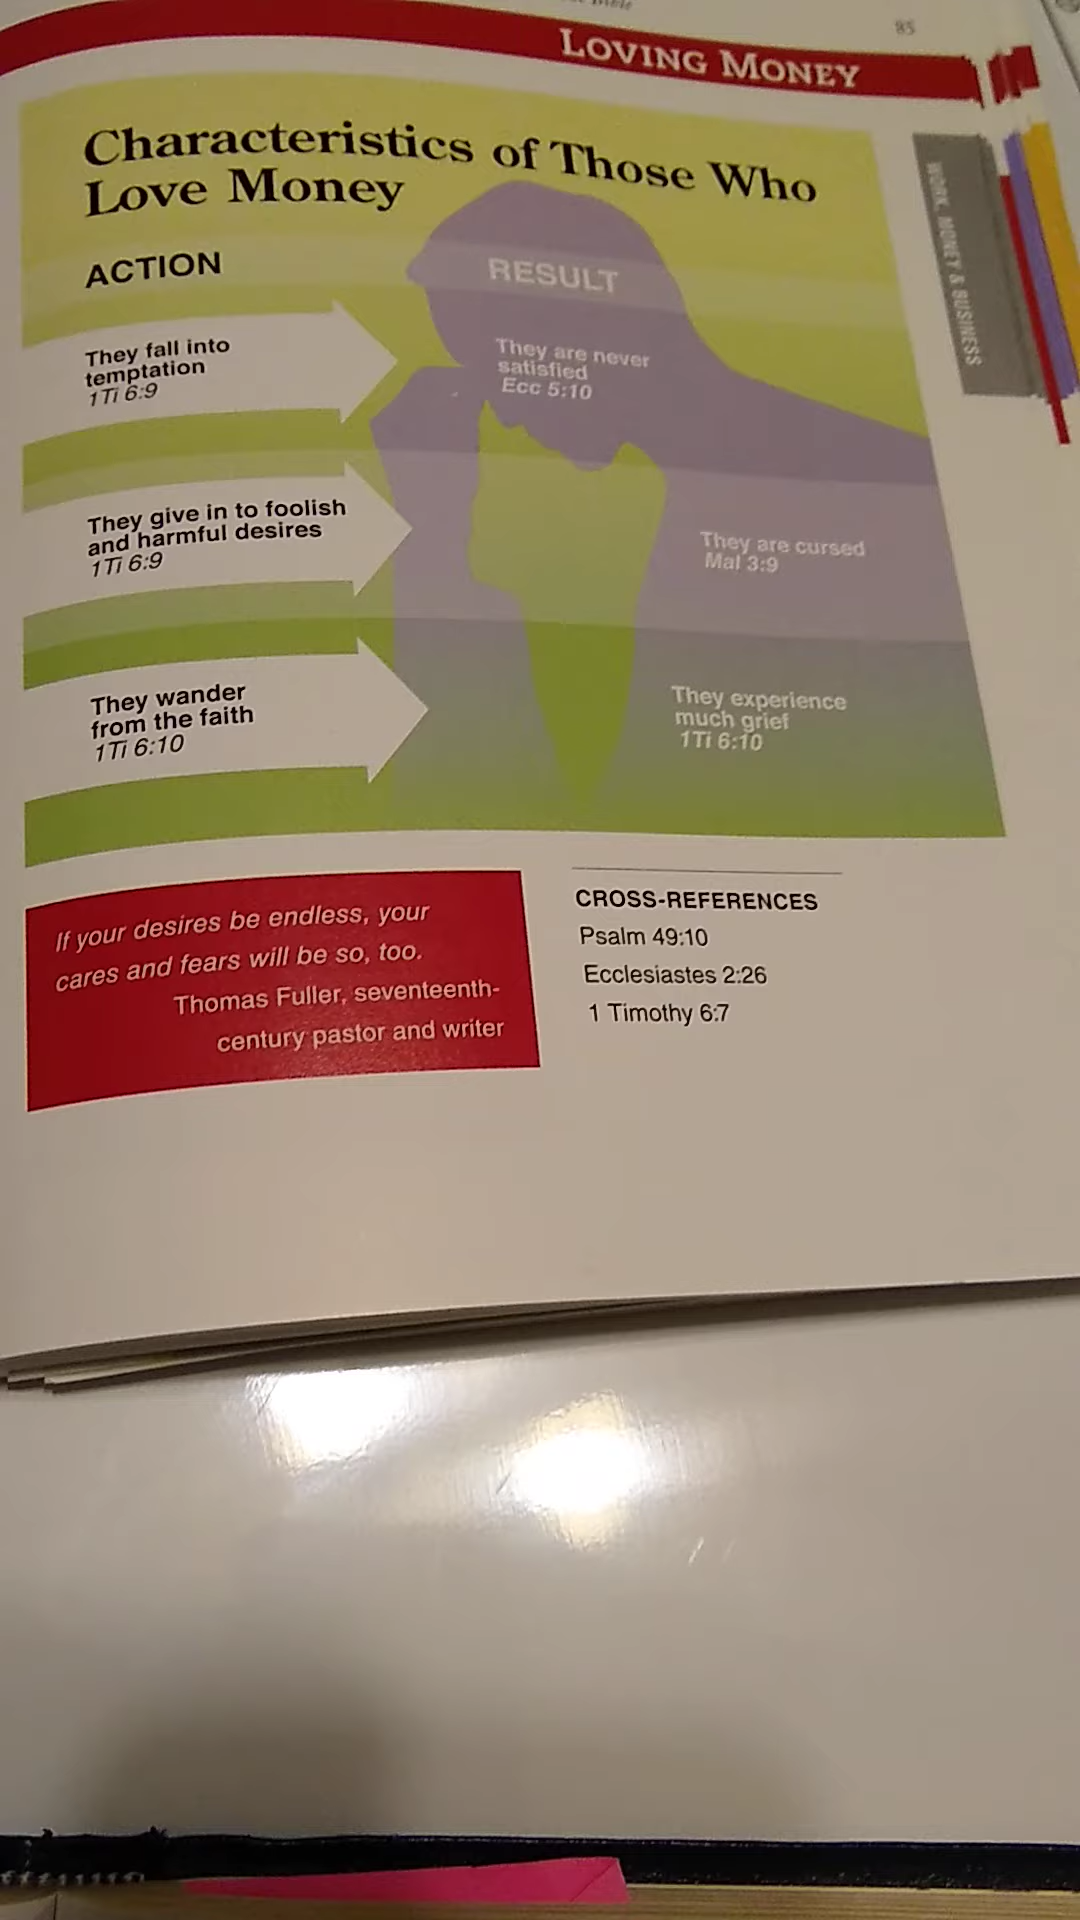 Bible
85
LOVING MONEY
Characteristics of Those Who
Love Money
ACTION
RESULT
They fall into
temptation
1Ti 6:9
They are never
satisfied
Ecc 5:10
They give in to foolish
and harmful desires
1Ti 6:9
They are cursed
Mal 3:9
They wander
from the faith
1Ti 6:10
They experience
much grief
1Ti 6:10
If your desires be endless, your
cares and fears will be so, too.
Thomas Fuller, seventeenth-
century pastor and writer
CROSS-REFERENCES
Psalm 49:10
Ecclesiastes 2:26
1 Timothy 6:7
WORK, MONEY & BUSINESS